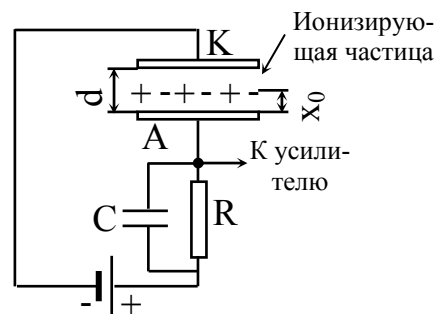 K
Ионизирую-
щая частица
d
+ - + - + -
x₀
A
К усили-
телю
C
R
- +